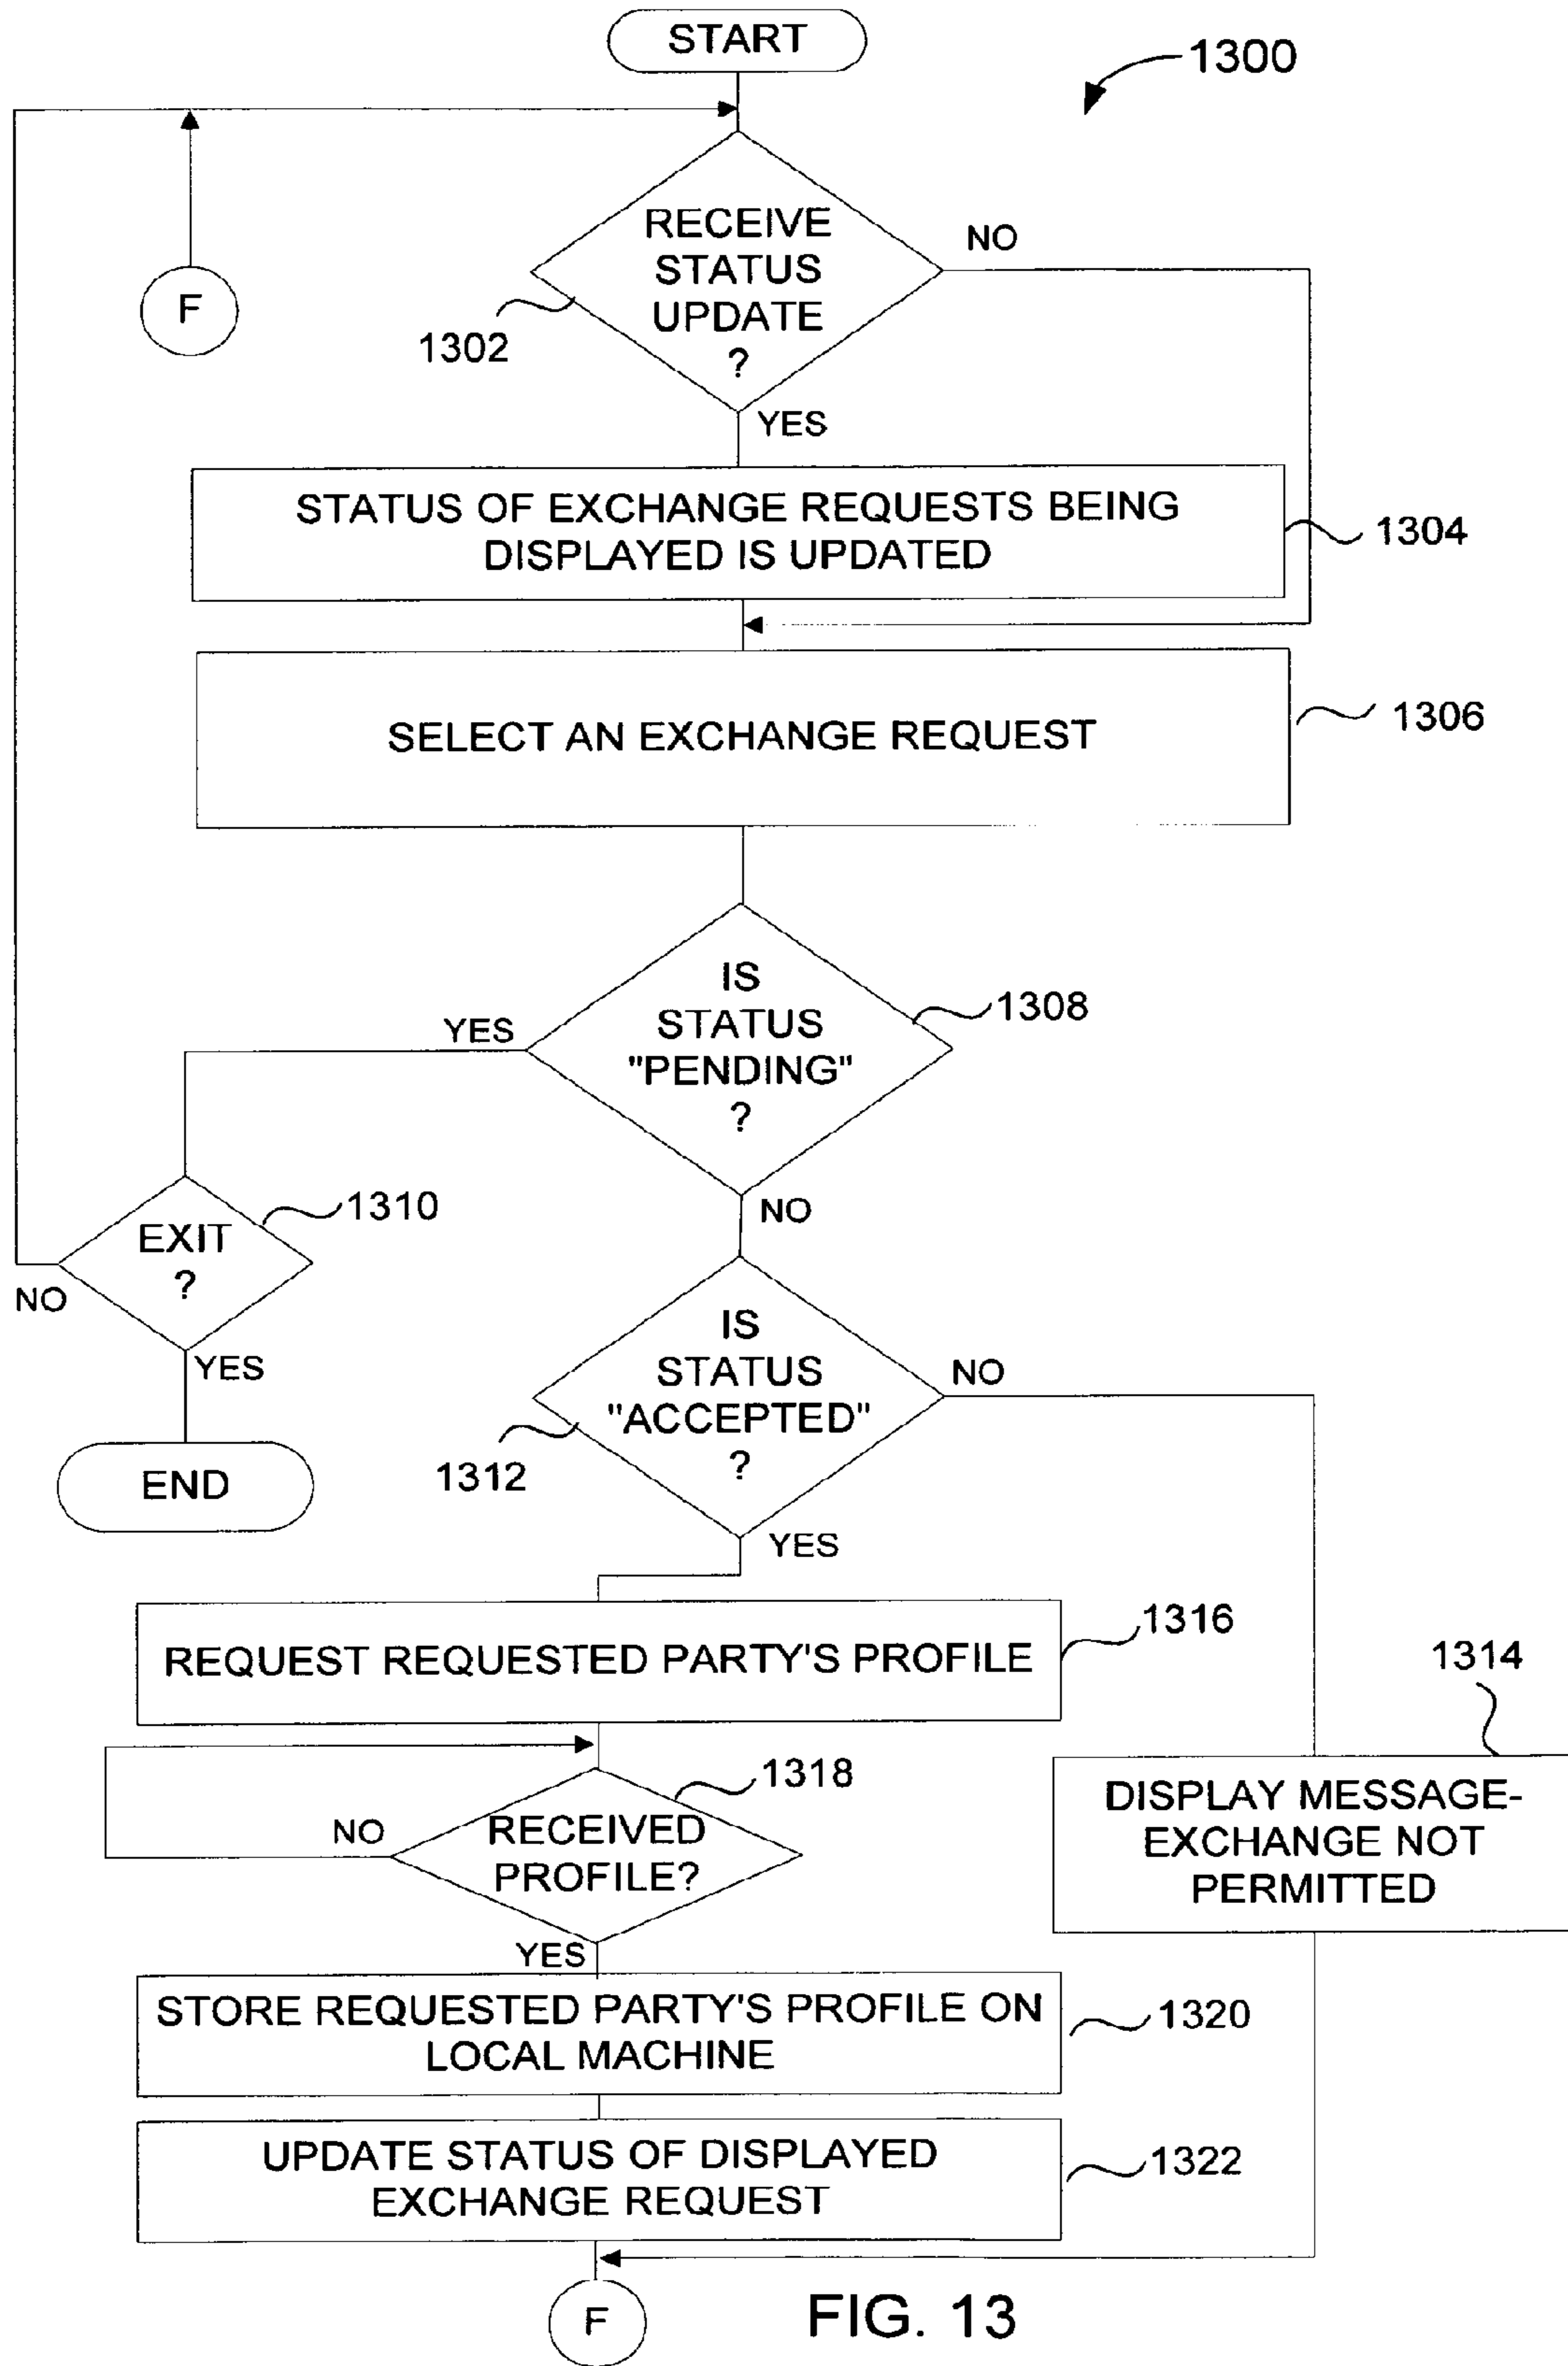 START
1300
RECEIVE
STATUS
UPDATE
?
NO
F
1302
YES
STATUS OF EXCHANGE REQUESTS BEING
DISPLAYED IS UPDATED
1304
SELECT AN EXCHANGE REQUEST
1306
IS
STATUS
"PENDING"
?
1308
YES
NO
EXIT
?
1310
NO
YES
END
IS
STATUS
"ACCEPTED"
?
NO
1312
YES
REQUEST REQUESTED PARTY'S PROFILE
1316
1314
RECEIVED
PROFILE?
1318
NO
YES
DISPLAY MESSAGE-
EXCHANGE NOT
PERMITTED
STORE REQUESTED PARTY'S PROFILE ON
LOCAL MACHINE
1320
UPDATE STATUS OF DISPLAYED
EXCHANGE REQUEST
1322
F
FIG. 13